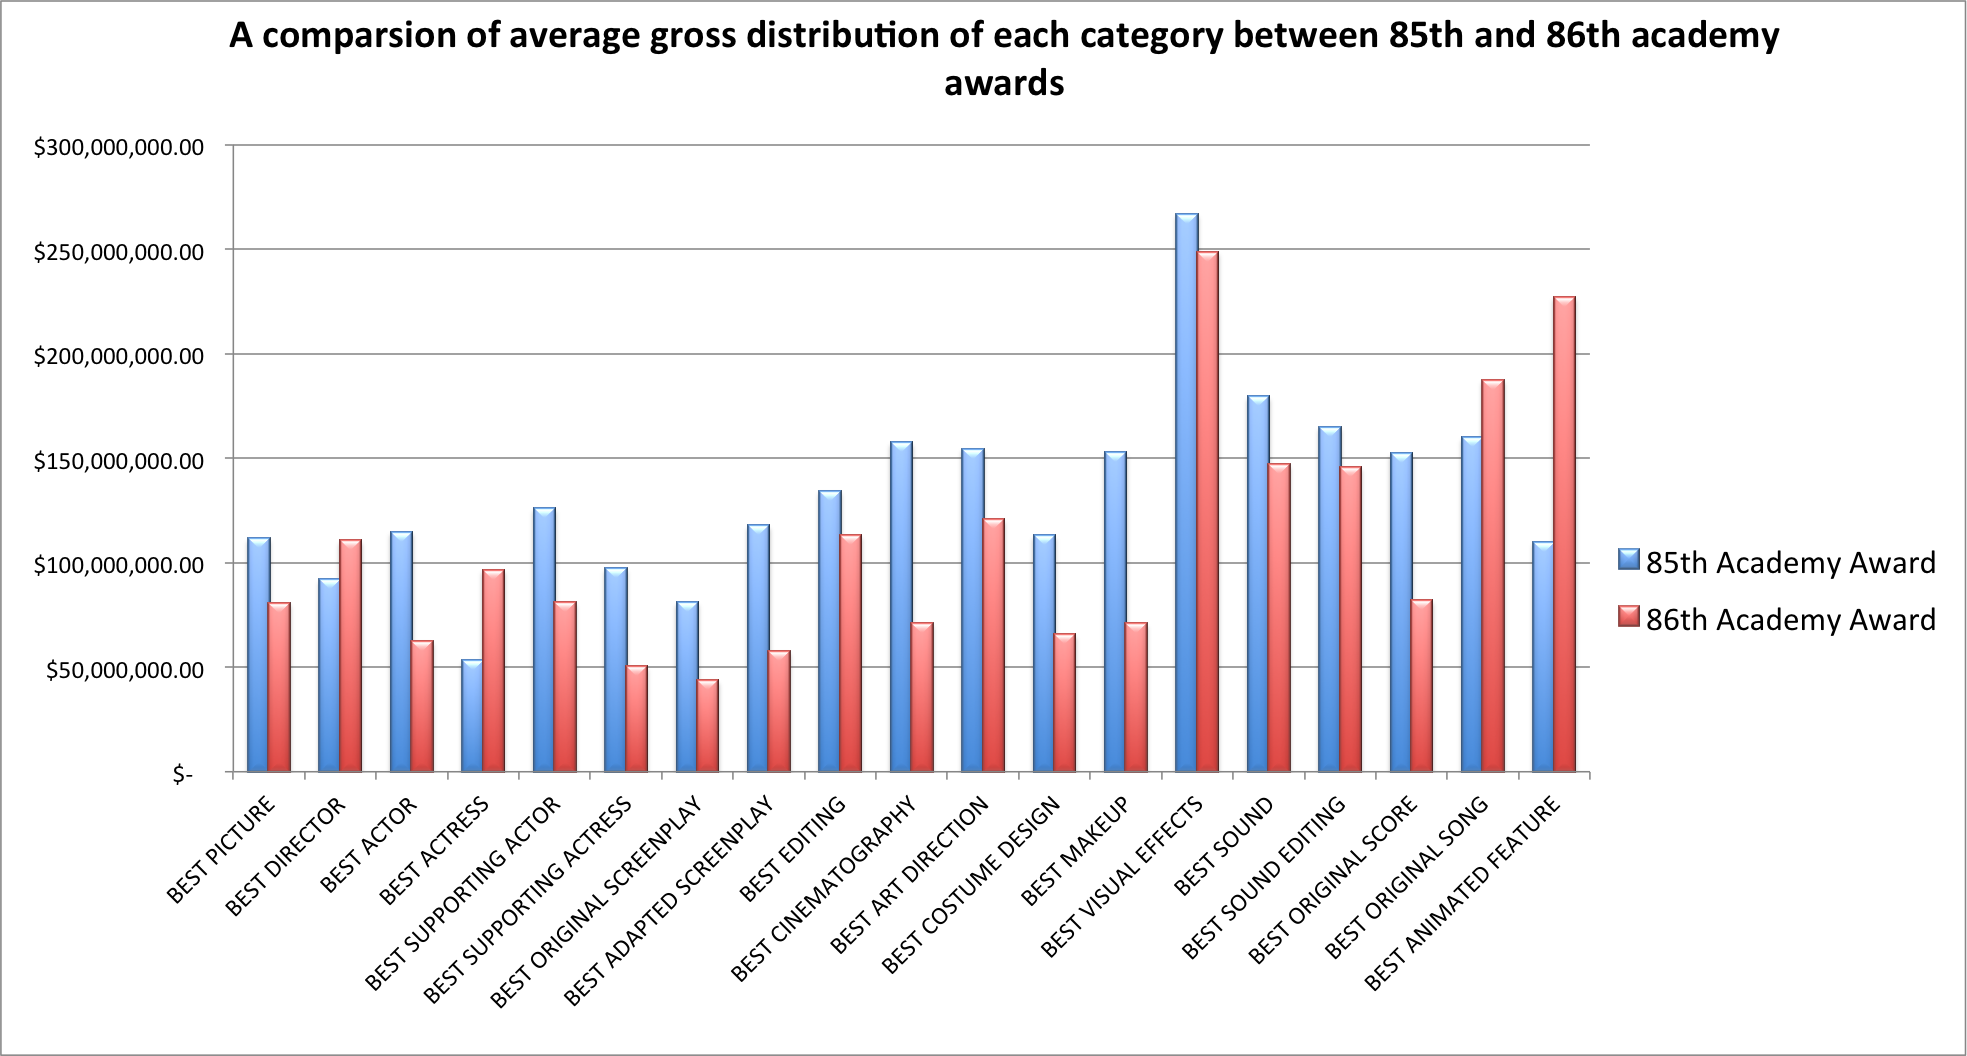 A comparsion of average gross distribution of each category between 85th and 86th academy
awards
$300,000,000.00
$250,000,000.00
$200,000,000.00
$150,000,000.00
$100,000,000.00
$50,000,000.00
$-
BEST PICTURE
BEST DIRECTOR
BEST ACTOR
BEST ACTRESS
BEST SUPPORTING ACTOR
BEST SUPPORTING ACTRESS
BEST ORIGINAL SCREENPLAY
BEST ADAPTED SCREENPLAY
BEST EDITING
BEST CINEMATOGRAPHY
BEST ART DIRECTION
BEST COSTUME DESIGN
BEST MAKEUP
BEST VISUAL EFFECTS
BEST SOUND
BEST SOUND EDITING
BEST ORIGINAL SCORE
BEST ORIGINAL SONG
BEST ANIMATED FEATURE
85th Academy Award
86th Academy Award